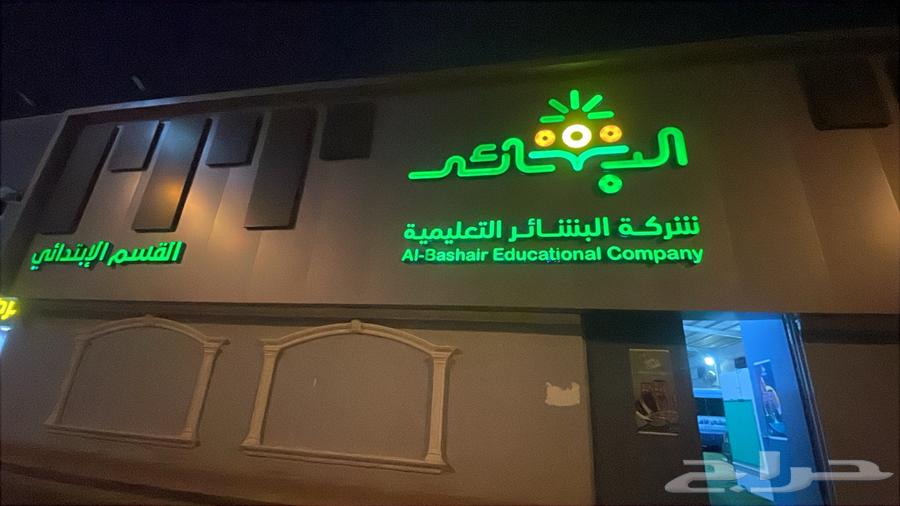 البشائر
شركة البشائر التعليمية
Al-Bashair Educational Company
القسم الإبتدائي
حراج